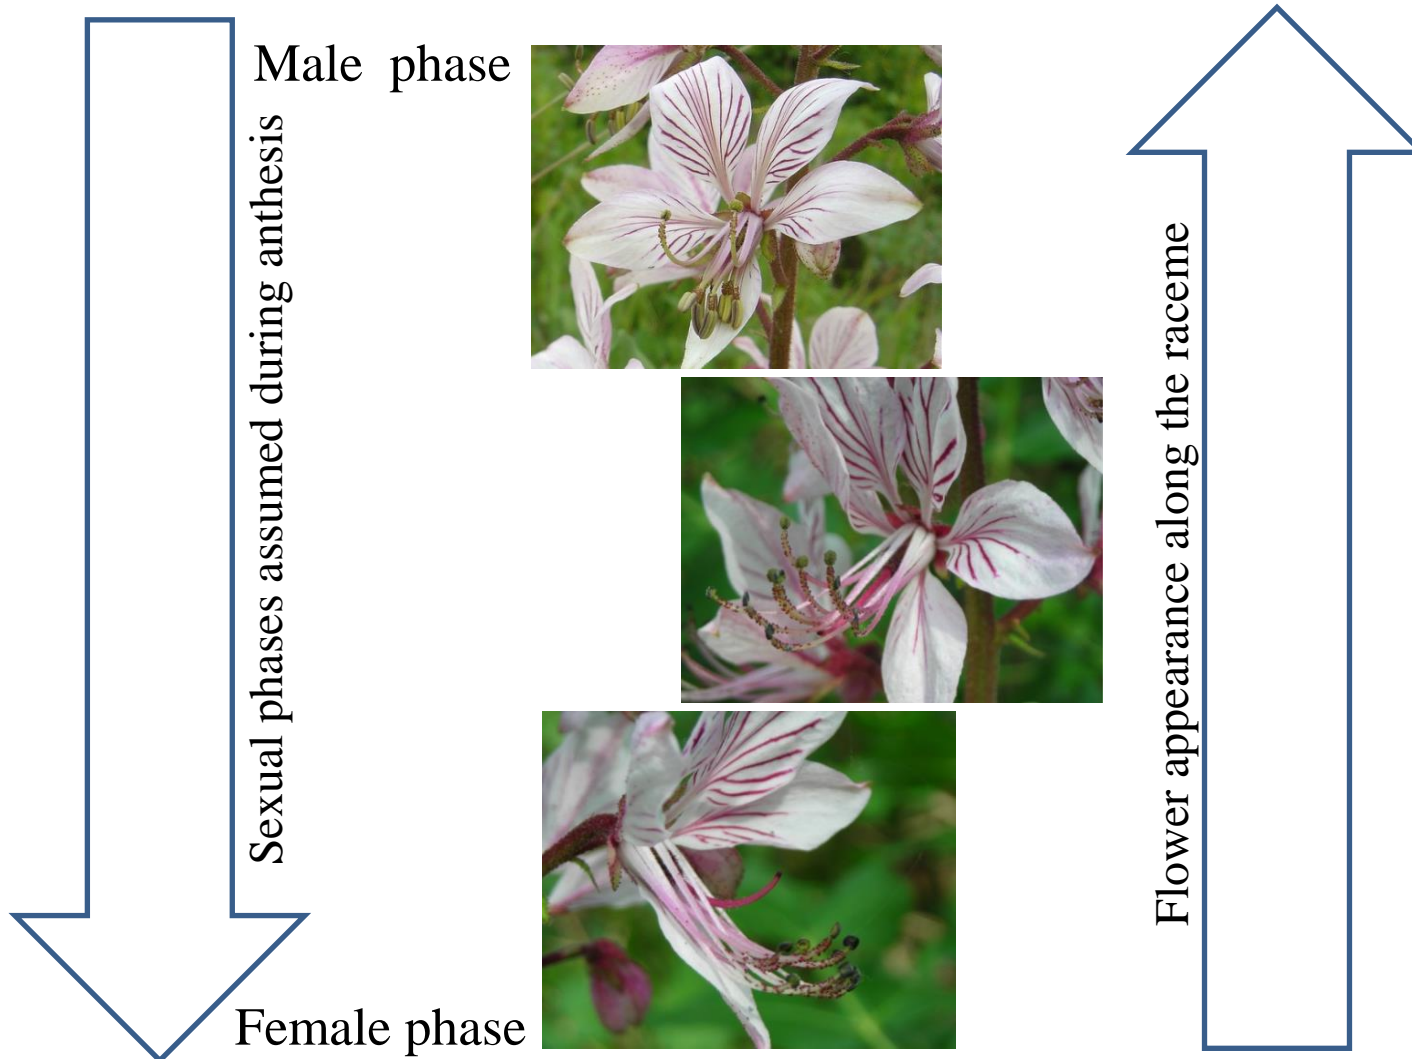 Male phase
Sexual phases assumed during anthesis
Flower appearance along the raceme
Female phase